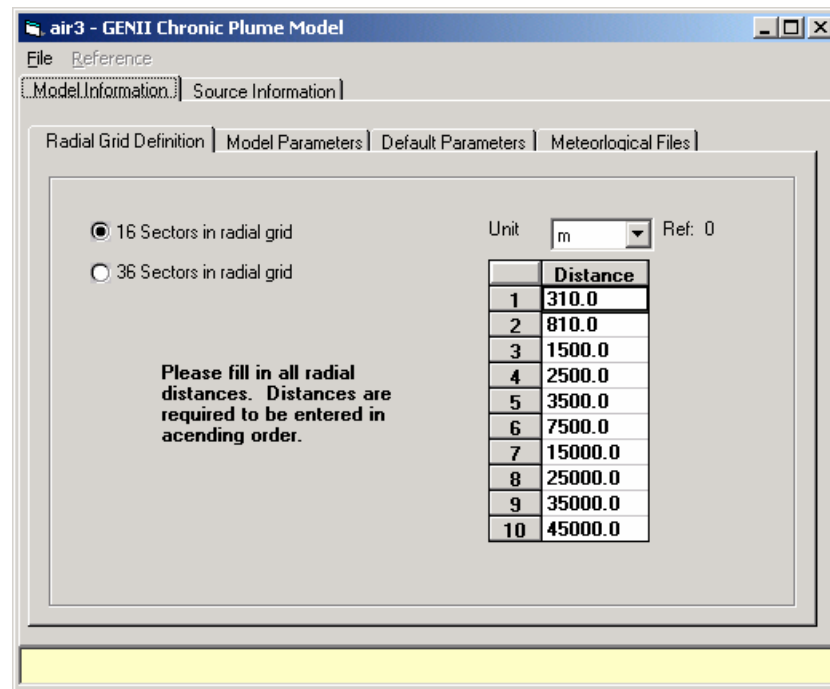 air3 - GENII Chronic Plume Model
File Reference
Model Information Source Information
Radial Grid Definition Model Parameters Default Parameters Meteorlogical Files
16 Sectors in radial grid
36 Sectors in radial grid
Please fill in all radial
distances. Distances are
required to be entered in
acending order.
Unit m Ref: 0
Distance
1 310.0
2 810.0
3 1500.0
4 2500.0
5 3500.0
6 7500.0
7 15000.0
8 25000.0
9 35000.0
10 45000.0